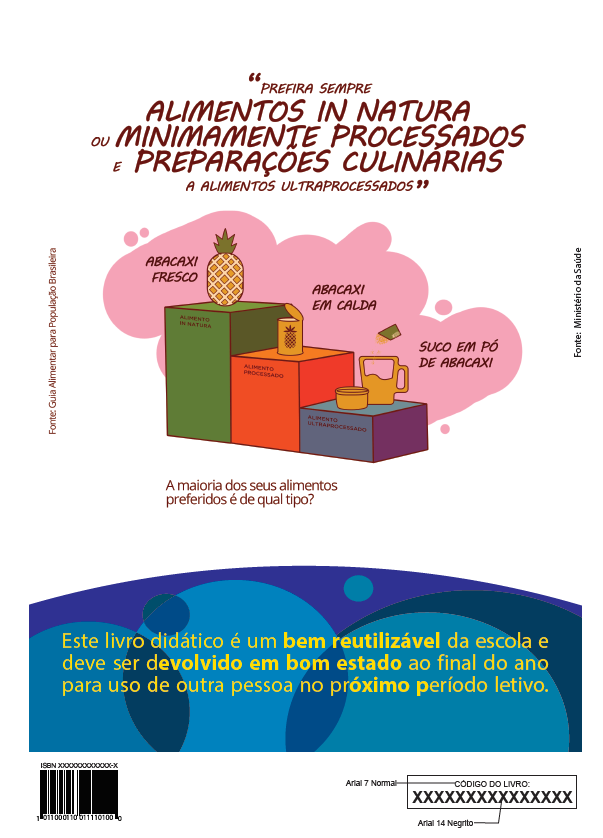 “PREFIRA SEMPRE
ALIMENTOS IN NATURA
OU MINIMAMENTE PROCESSADOS
E PREPARAÇÕES CULINÁRIAS
A ALIMENTOS ULTRAPROCESSADOS”
Fonte: Guia Alimentar para População Brasileira
Fonte: Ministério da Saúde
ABACAXI
FRESCO
ABACAXI
EM CALDA
SUCO EM PÓ
DE ABACAXI
ALIMENTO
IN NATURA
ALIMENTO
PROCESSADO
ALIMENTO
ULTRAPROCESSADO
A maioria dos seus alimentos
preferidos é de qual tipo?
Este livro didático é um bem reutilizável da escola e
deve ser devolvido em bom estado ao final do ano
para uso de outra pessoa no próximo período letivo.
ISBN XXXXXXXXXXXX-X
1 011000110 011110100 0
Arial 7 Normal
CÓDIGO DO LIVRO:
XXXXXXXXXXXXXXX
Arial 14 Negrito